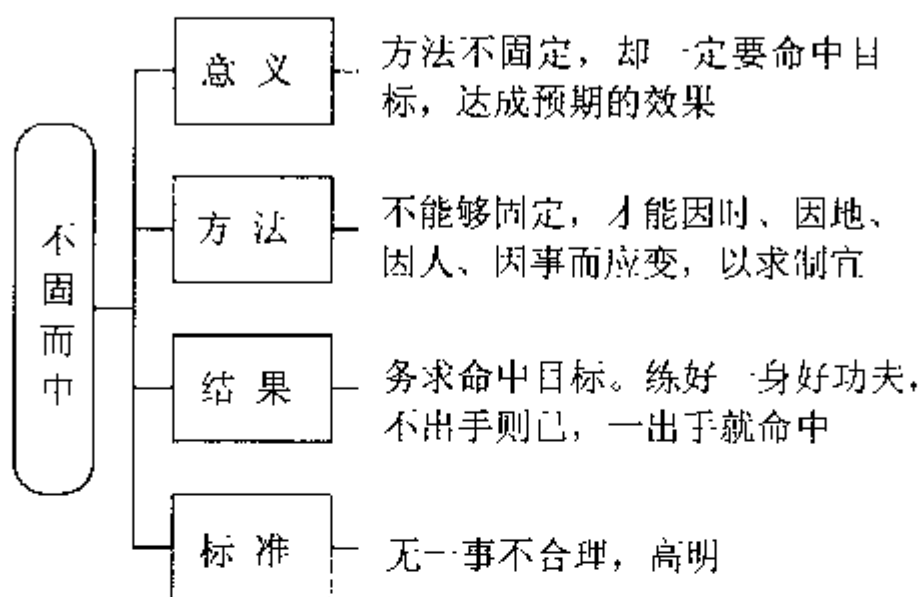 不固而中
意义
方法不固定，却一定要命中目
标，达成预期的效果
方法
不能够固定，才能因时、因地、
因人、因事而应变，以求制宜
结果
务求命中目标。练好一身好功夫，
不出手则已，一出手就命中
标准
无一事不合理，高明